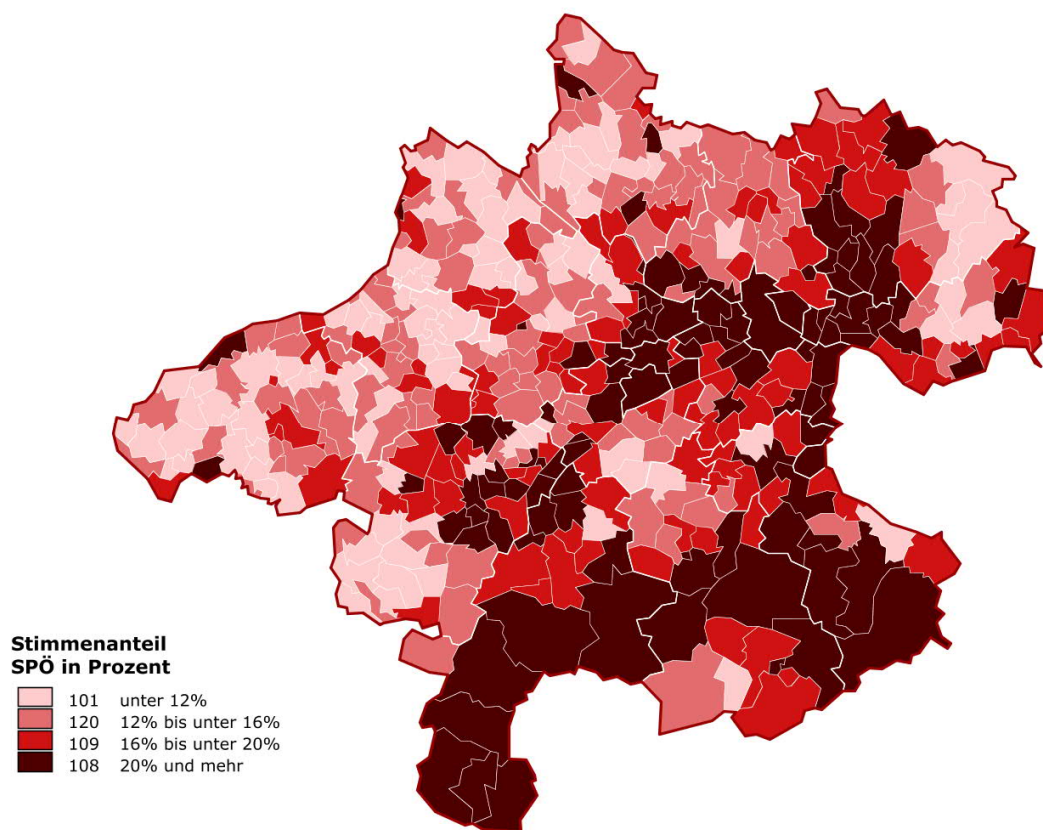 Stimmenanteil
SPÖ in Prozent
101 unter 12%
120 12% bis unter 16%
109 16% bis unter 20%
108 20% und mehr